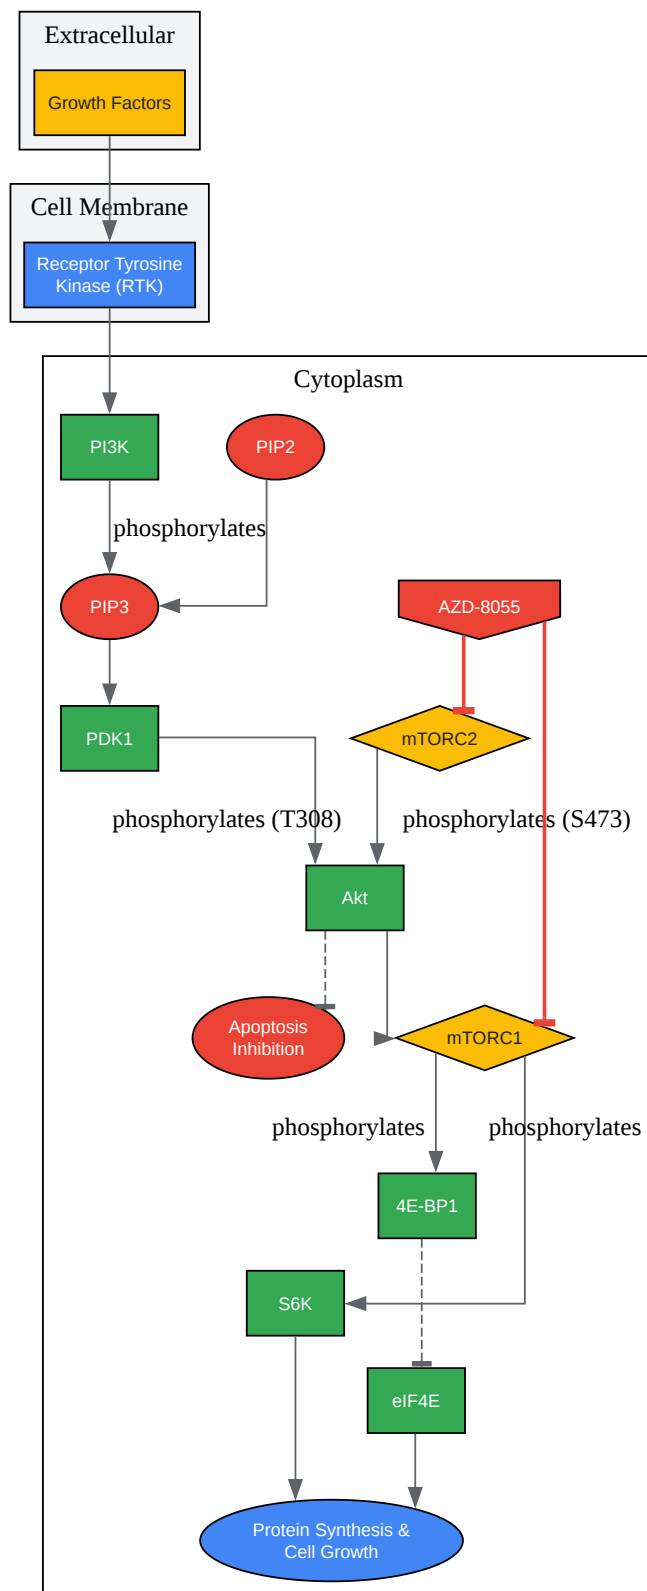 Extracellular
Growth Factors
Cell Membrane
Receptor Tyrosine
Kinase (RTK)
Cytoplasm
PI3K
PIP2
phosphorylates
PIP3
AZD-8055
PDK1
mTORC2
phosphorylates (T308)
phosphorylates (S473)
Akt
Apoptosis
Inhibition
mTORC1
phosphorylates
phosphorylates
4E-BP1
S6K
eIF4E
Protein Synthesis &
Cell Growth